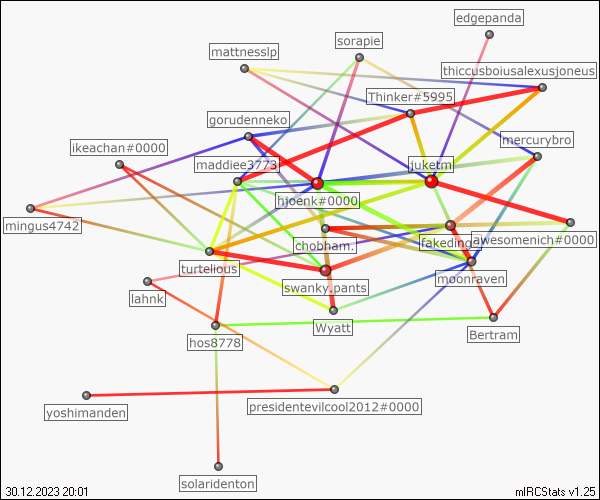 edgepanda
sorapie
mattnesslp
thiccusboiusalexusjoneus
Thinker#5995
gorudenneko
mercurybro
ikeachan#0000
maddiee3773
juketm
hjoenk#0000
mingus4742
chobham.
fakeding
awesomenich#0000
turtelious
moonraven
swanky.pants
lahnk
Wyatt
Bertram
hos8778
yoshimanden
presidentevilcool2012#0000
solaridenton
30.12.2023 20:01
mIRCStats v1.25